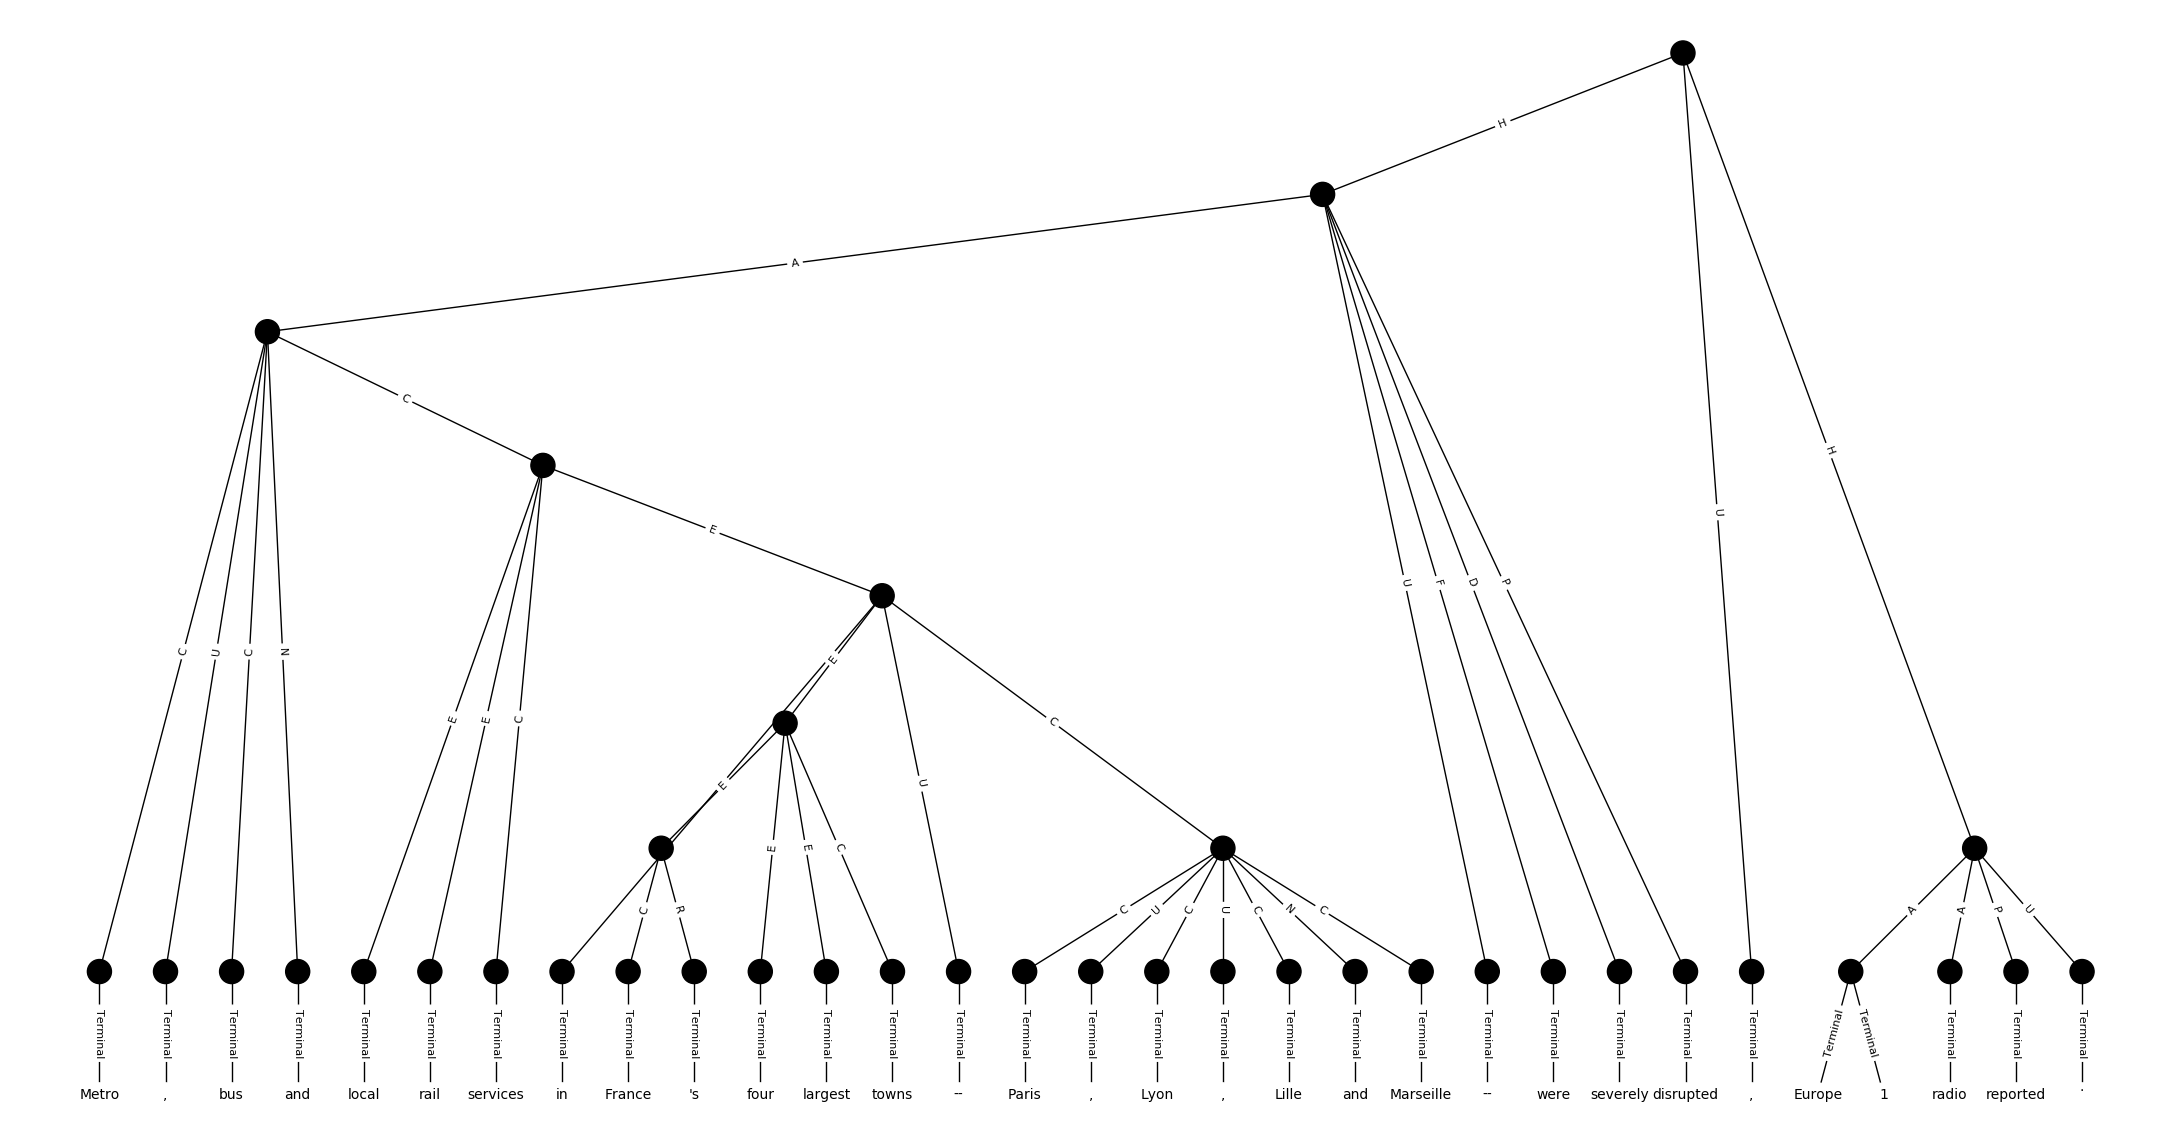 H
A
C
E
E
H
U
U F D P
C U C N
E E C
C
E
U
E E C
C R
C U C U C N C
A A P U
Terminal Terminal Terminal Terminal Terminal Terminal Terminal Terminal Terminal Terminal Terminal Terminal Terminal Terminal Terminal Terminal Terminal Terminal Terminal Terminal Terminal Terminal Terminal Terminal Terminal Terminal Terminal Terminal Terminal Terminal Terminal
Metro , bus and local rail services in France 's four largest towns -- Paris , Lyon , Lille and Marseille -- were severely disrupted , Europe 1 radio reported .